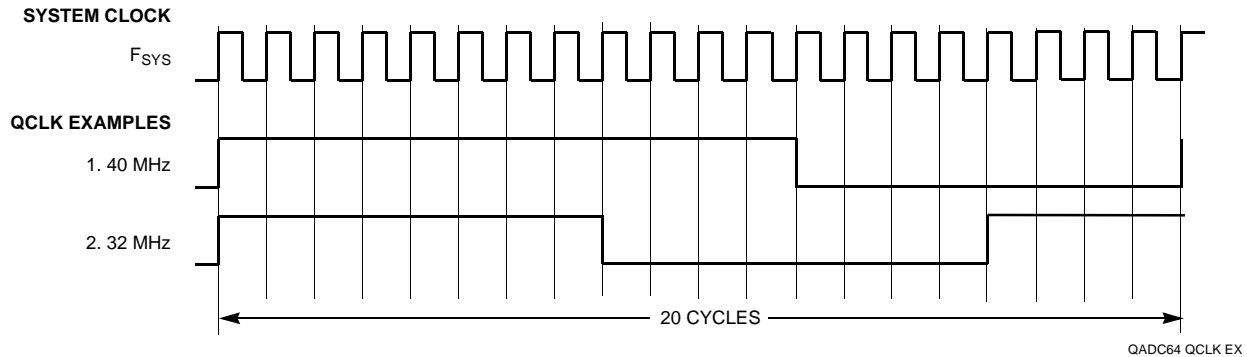 SYSTEM CLOCK
FSYS
QCLK EXAMPLES
1. 40 MHz
2. 32 MHz
20 CYCLES
QADC64 QCLK EX